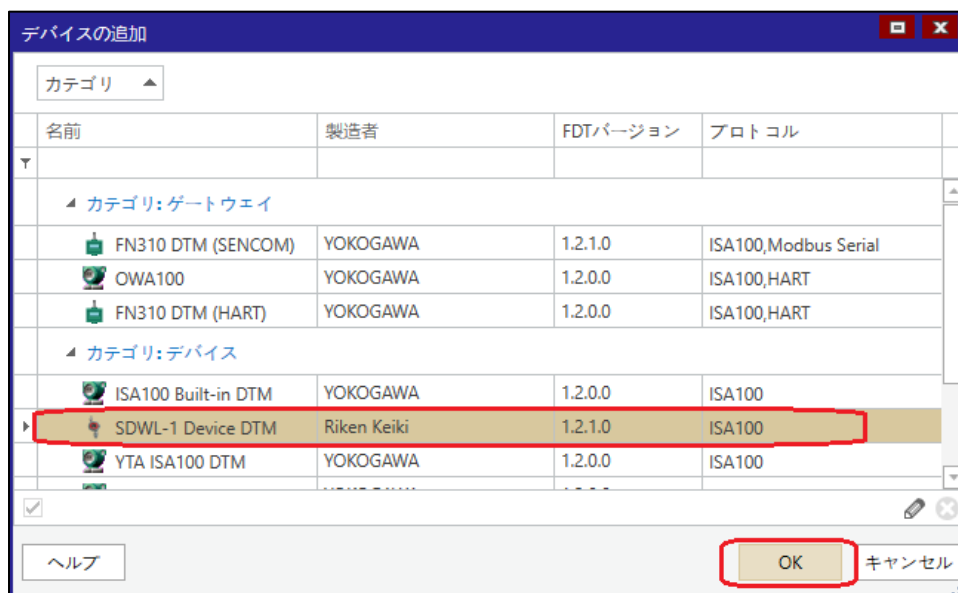 デバイスの追加
カテゴリ
名前 製造者 FDTバージョン プロトコル
カテゴリ: ゲートウェイ
FN310 DTM (SENCOM) YOKOGAWA 1.2.1.0 ISA100,Modbus Serial
OWA100 YOKOGAWA 1.2.0.0 ISA100,HART
FN310 DTM (HART) YOKOGAWA 1.2.0.0 ISA100,HART
カテゴリ: デバイス
ISA100 Built-in DTM YOKOGAWA 1.2.0.0 ISA100
SDWL-1 Device DTM Riken Keiki 1.2.1.0 ISA100
YTA ISA100 DTM YOKOGAWA 1.2.0.0 ISA100
ヘルプ OK キャンセル